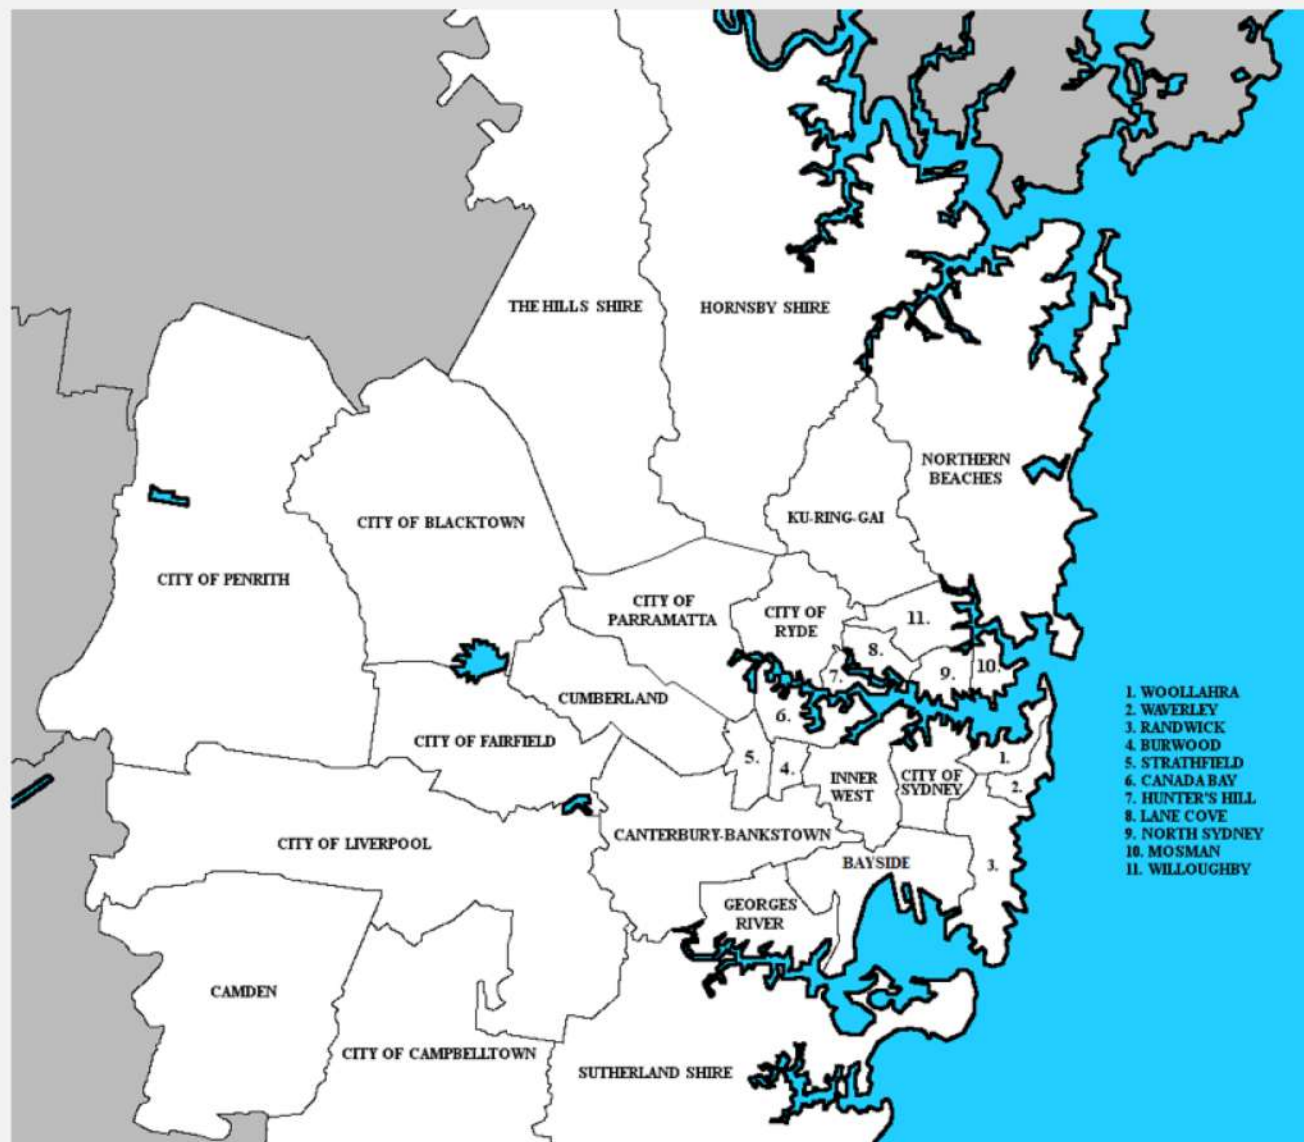 THE HILLS SHIRE
HORNSBY SHIRE
NORTHERN
BEACHES
KU-RING-GAI
CITY OF BLACKTOWN
CITY OF PENRITH
CITY OF
PARRAMATTA
CITY OF
RYDE
11.
8.
7.
9.
10.
CUMBERLAND
6.
CITY OF FAIRFIELD
5.
4.
INNER
WEST
CITY OF
SYDNEY
1.
2.
3.
CITY OF LIVERPOOL
CANTERBURY-BANKSTOWN
BAYSIDE
GEORGES
RIVER
CAMDEN
CITY OF CAMPBELLTOWN
SUTHERLAND SHIRE
1. WOOLLAHRA
2. WAVERLEY
3. RANDWICK
4. BURWOOD
5. STRATHFIELD
6. CANADA BAY
7. HUNTER'S HILL
8. LANE COVE
9. NORTH SYDNEY
10. MOSMAN
11. WILLOUGHBY